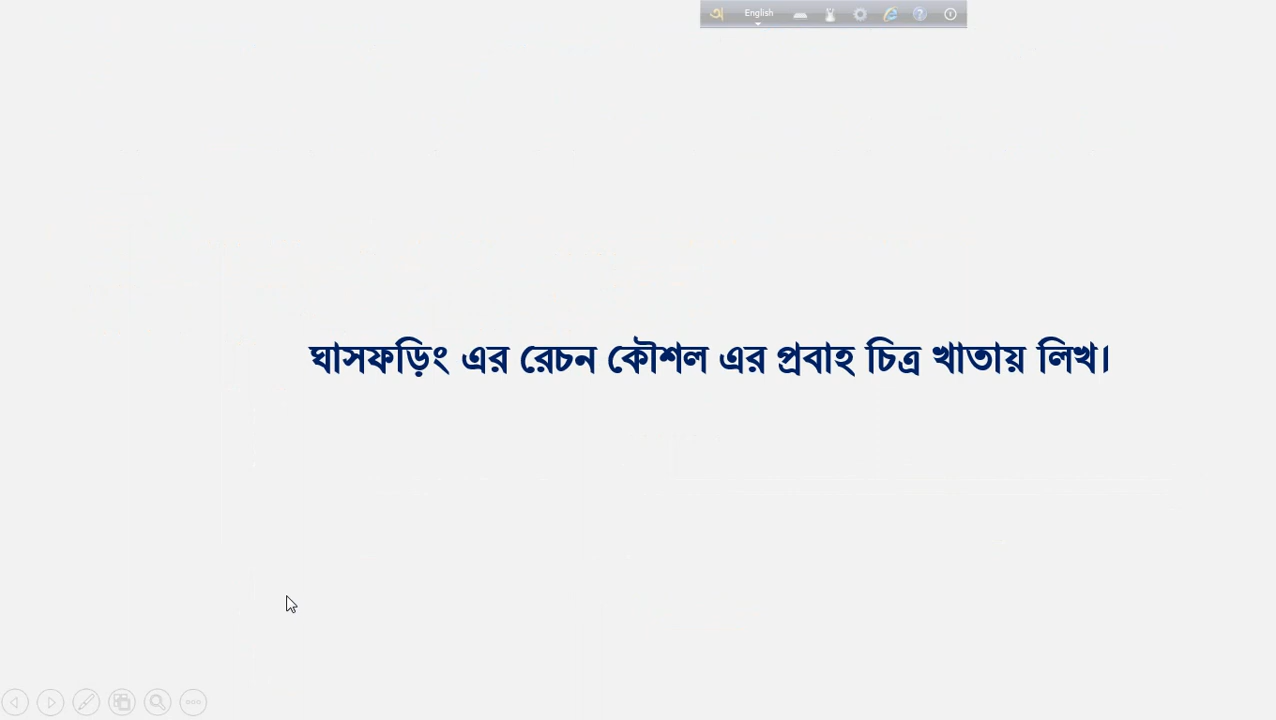 English
ঘাসফড়িং এর রেচন কৌশল এর প্রবাহ চিত্র খাতায় লিখ।